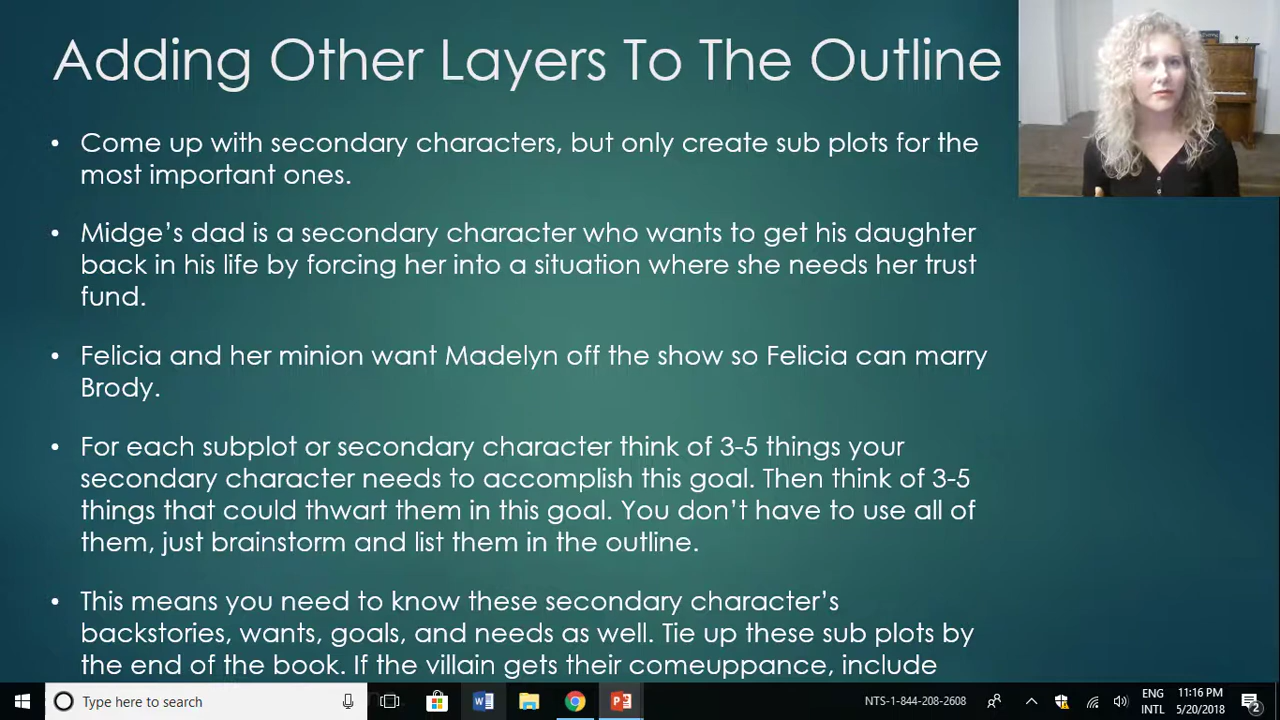 Adding Other Layers To The Outline
• Come up with secondary characters, but only create sub plots for the
most important ones.
• Midge’s dad is a secondary character who wants to get his daughter
back in his life by forcing her into a situation where she needs her trust
fund.
• Felicia and her minion want Madelyn off the show so Felicia can marry
Brody.
• For each subplot or secondary character think of 3-5 things your
secondary character needs to accomplish this goal. Then think of 3-5
things that could thwart them in this goal. You don’t have to use all of
them, just brainstorm and list them in the outline.
• This means you need to know these secondary character’s
backstories, wants, goals, and needs as well. Tie up these sub plots by
the end of the book. If the villain gets their comeuppance, include
Type here to search
NTS-1-844-208-2608
ENG
INTL
11:16 PM
5/20/2018
2